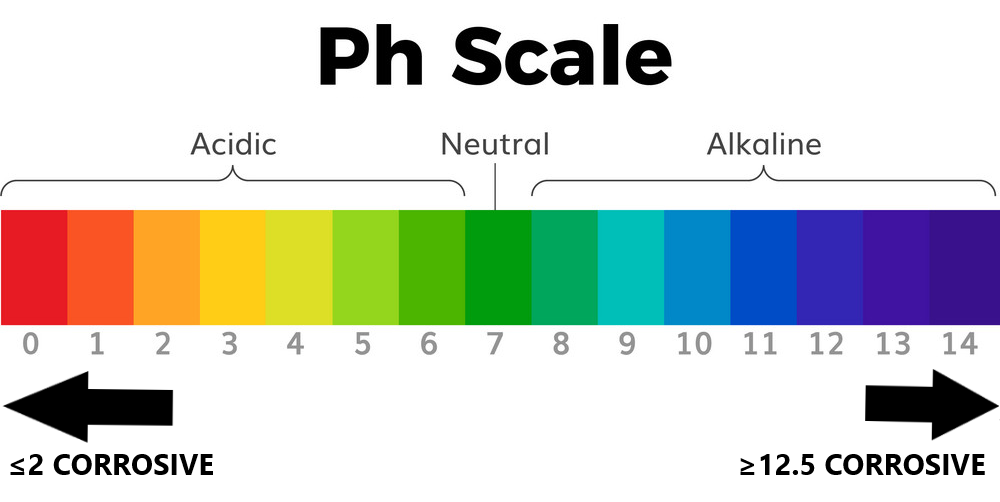 Ph Scale
Acidic Neutral Alkaline
0 1 2 3 4 5 6 7 8 9 10 11 12 13 14
≤2 CORROSIVE ≥12.5 CORROSIVE